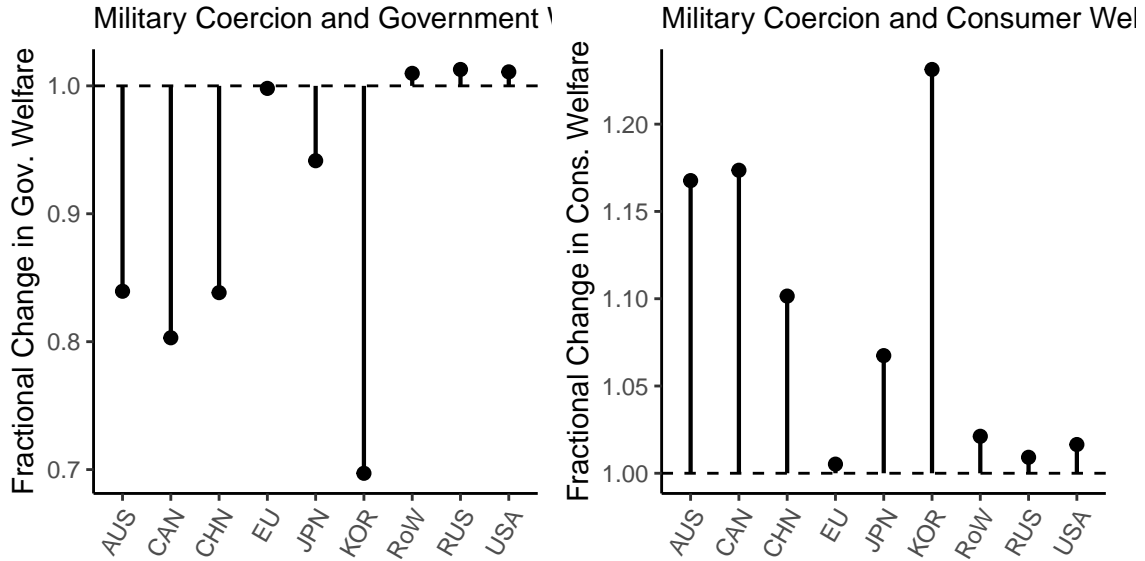 Military Coercion and Government
Fractional Change in Gov. Welfare
1.0
0.9
0.8
0.7
AUS
CAN
CHN
EU
JPN
KOR
RoW
RUS
USA
Military Coercion and Consumer Wel
Fractional Change in Cons. Welfare
1.20
1.15
1.10
1.05
1.00
AUS
CAN
CHN
EU
JPN
KOR
RoW
RUS
USA